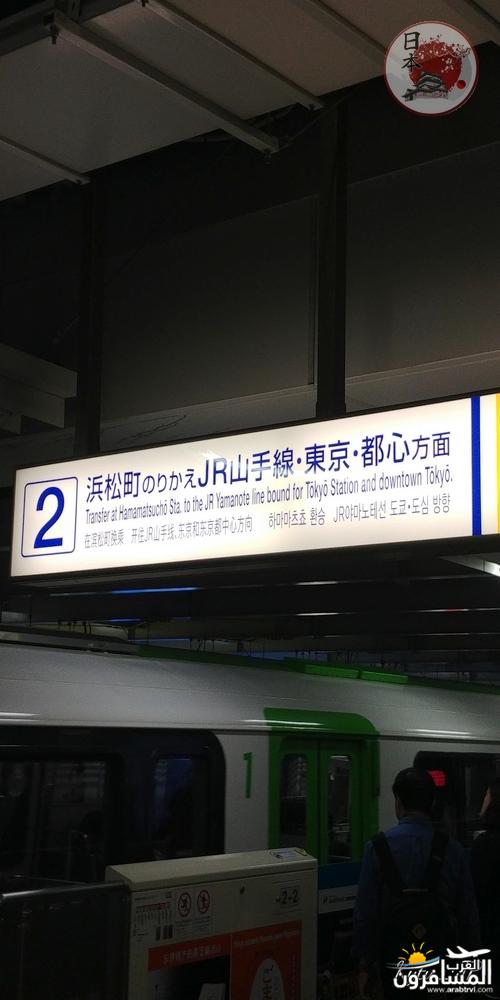 日本
2
浜松町のりかえJR山手線・東京・都心方面
Transfer at Hamamatsuchō Sta. to the JR Yamanote line bound for Tōkyō Station and downtown Tōkyō.
在滨松町换乘 开往JR山手线、东京和东京都中心方向 하마마츠쵸 환승 JR야마노테선 도쿄·도심 방향
1
2-2
العرب
المسافرون
www.arabtrvl.com